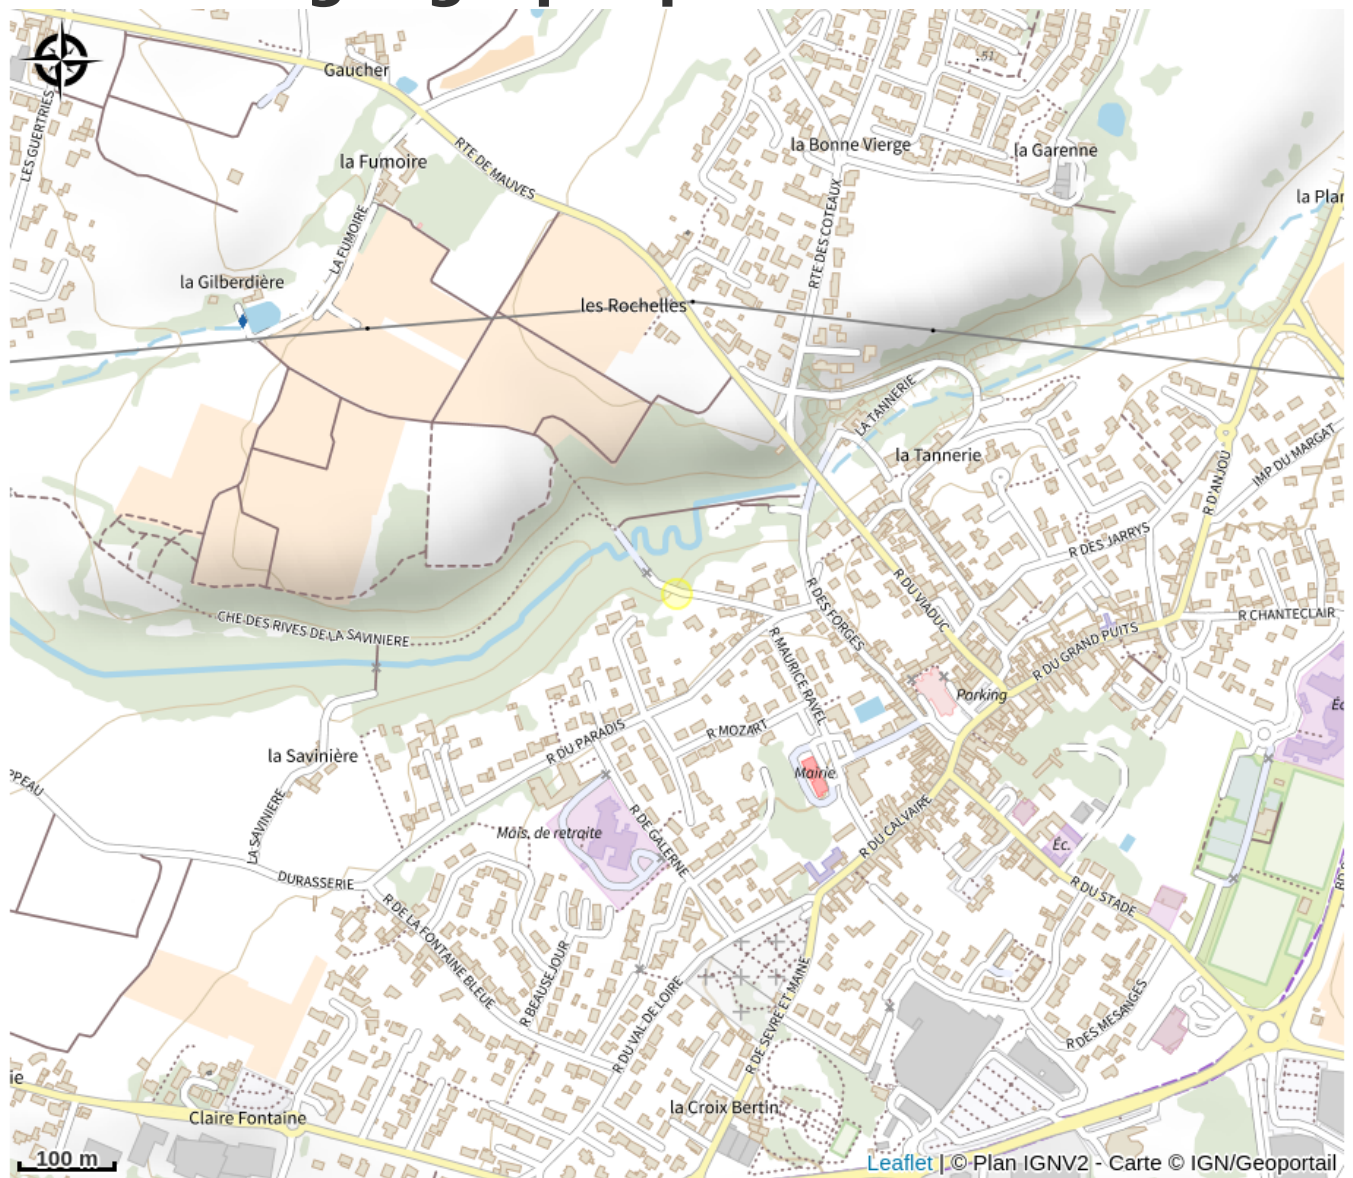 Gaucher
51
LES GUERTRIES
RTE DE MAUVES
la Bonne Vierge
la Garenne
la Fumoire
la Plan
LA FUMOIRE
RTE DES COTEAUX
la Gilberdière
les Rochelles
LA TANNERIE
la Tannerie
R D'ANJOU
IMP DU MARGAT
R DES JARRYS
R DU VIADUC
R DES FORGES
CHE DES RIVES DE LA SAVINIERE
R CHANTECLAIR
R DU GRAND PUITS
R MAURICE RAVEL
Parking
R DU PARADIS
R MOZART
la Savinière
Mairie
PPEAU
LA SAVINIERE
Mais. de retraite
R DE GALERNE
R DU CALVAIRE
Éc.
DURASSERIE
R DU STADE
R DE LA FONTAINE BLEUE
R BEAUSEJOUR
R DU VAL DE LOIRE
R DE SEVRE ET MAINE
R DES MESANGES
ie
la Croix Bertin
Claire Fontaine
100 m
Leaflet | © Plan IGNV2 - Carte © IGN/Geoportail